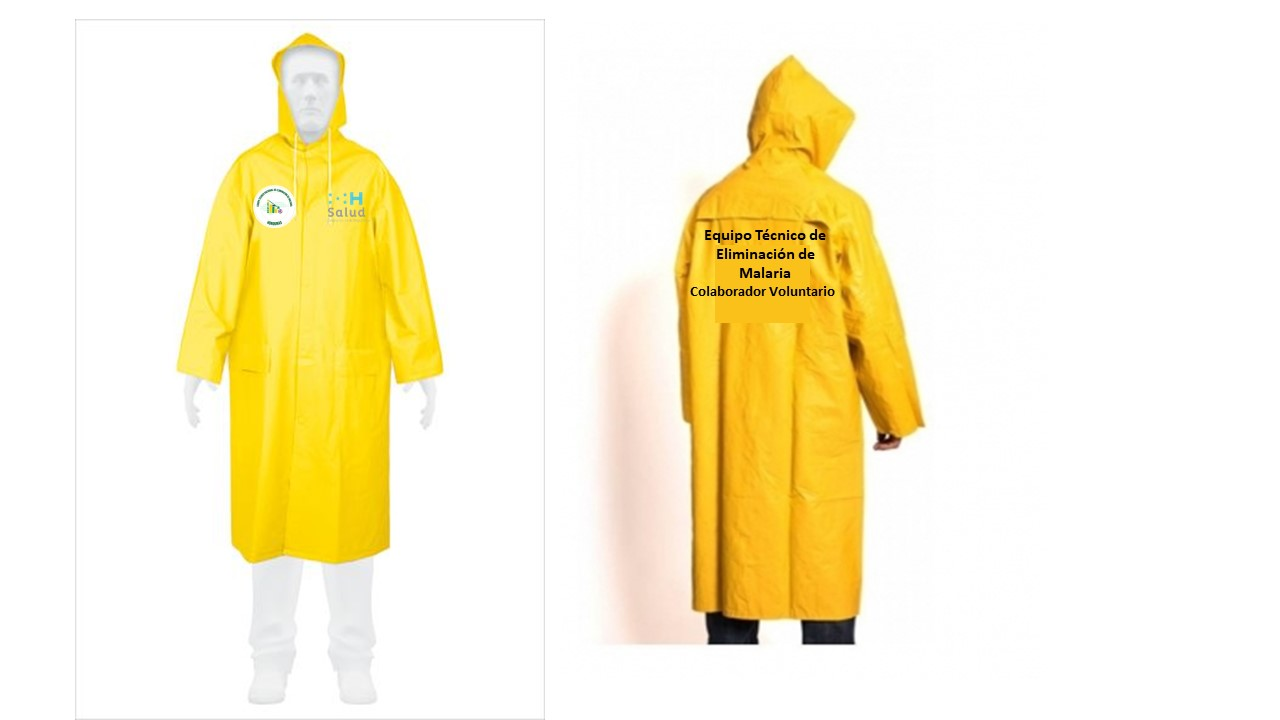 H
Salud
Equipo Técnico de
Eliminación de
Malaria
Colaborador Voluntario